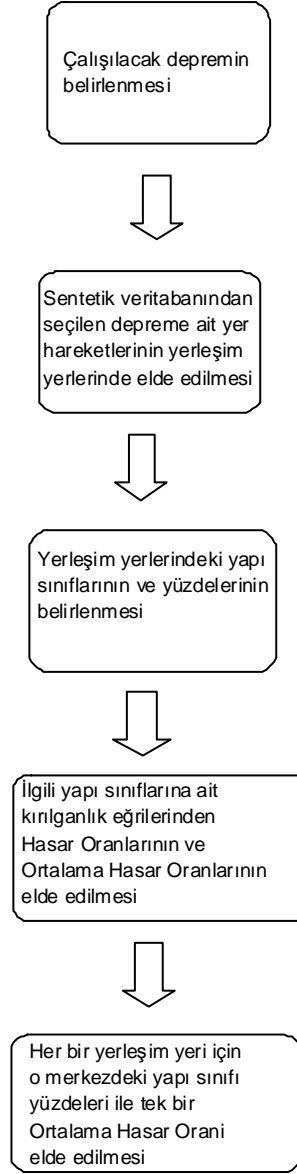 Çalışılacak depremin
belirlenmesi
Sentetik veritabanından
seçilen depreme ait yer
hareketlerinin yerleşim
yerlerinde elde edilmesi
Yerleşim yerlerindeki yapı
sınıflarının ve yüzdelerinin
belirlenmesi
İlgili yapı sınıflarına ait
kırılganlık eğrilerinden
Hasar Oranlarının ve
Ortalama Hasar Oranlarının
elde edilmesi
Her bir yerleşim yeri için
o merkezdeki yapı sınıfı
yüzdeleri ile tek bir
Ortalama Hasar Orani
elde edilmesi